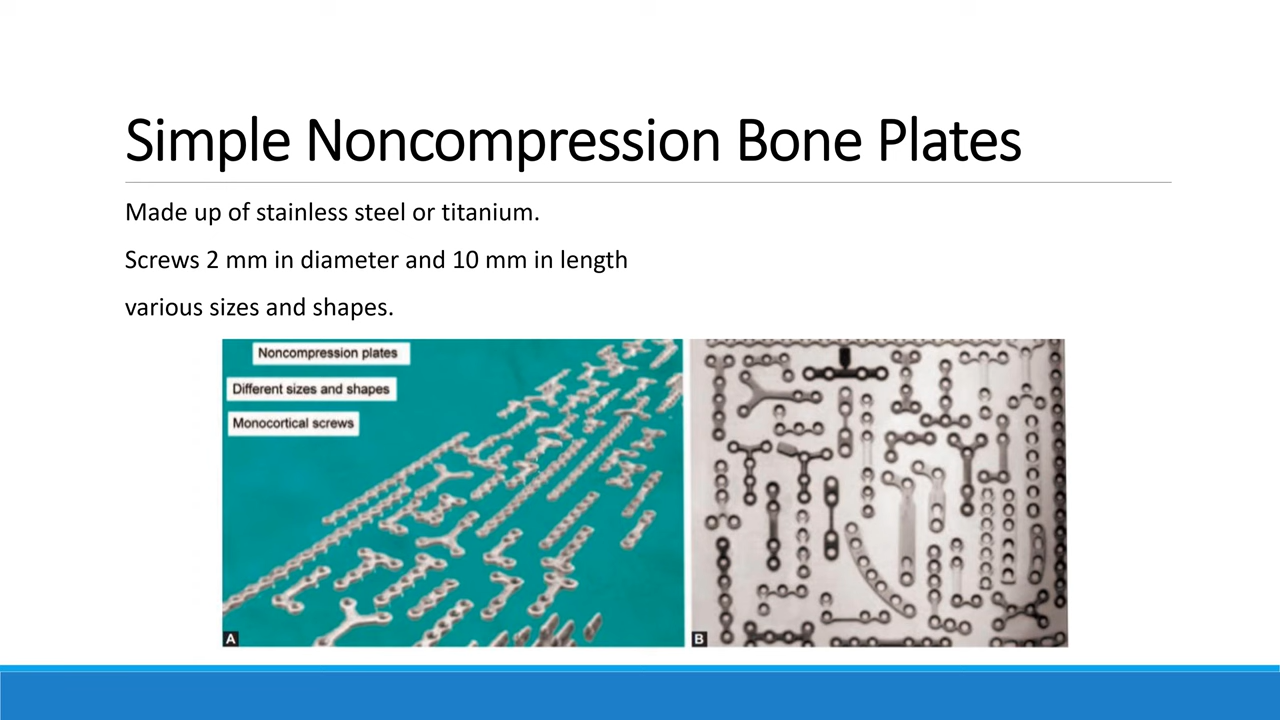 Simple Noncompression Bone Plates
Made up of stainless steel or titanium.
Screws 2 mm in diameter and 10 mm in length
various sizes and shapes.
Noncompression plates
Different sizes and shapes
Monocortical screws
A
B